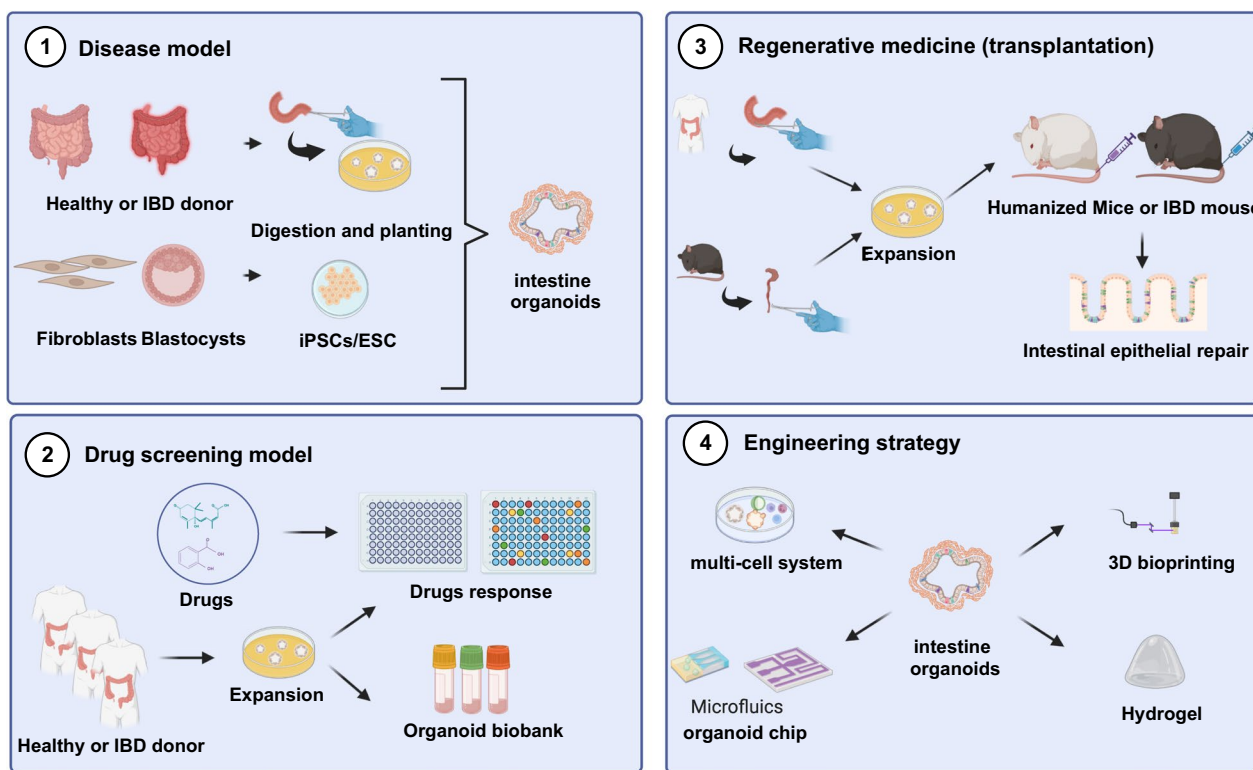 1 Disease model
Healthy or IBD donor
Digestion and planting
Fibroblasts Blastocysts
iPSCs/ESC
intestine
organoids
2 Drug screening model
Drugs
Drugs response
Healthy or IBD donor
Expansion
Organoid biobank
3 Regenerative medicine (transplantation)
Expansion
Humanized Mice or IBD mouse
Intestinal epithelial repair
4 Engineering strategy
multi-cell system
3D bioprinting
intestine
organoids
Microfluics
organoid chip
Hydrogel